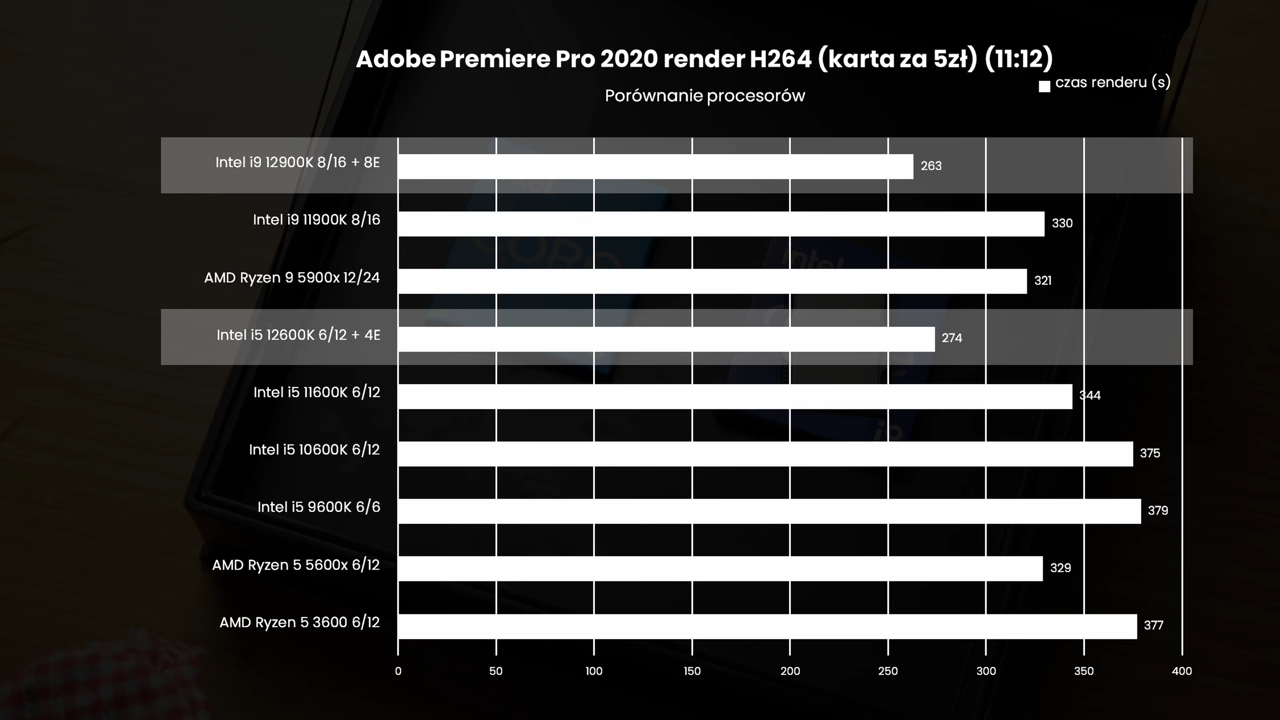 Adobe Premiere Pro 2020 render H264 (karta za 5zł) (11:12)
czas renderu (s)
Porównanie procesorów
Intel i9 12900K 8/16 + 8E 263
Intel i9 11900K 8/16 330
AMD Ryzen 9 5900x 12/24 321
Intel i5 12600K 6/12 + 4E 274
Intel i5 11600K 6/12 344
Intel i5 10600K 6/12 375
Intel i5 9600K 6/6 379
AMD Ryzen 5 5600x 6/12 329
AMD Ryzen 5 3600 6/12 377
0 50 100 150 200 250 300 350 400